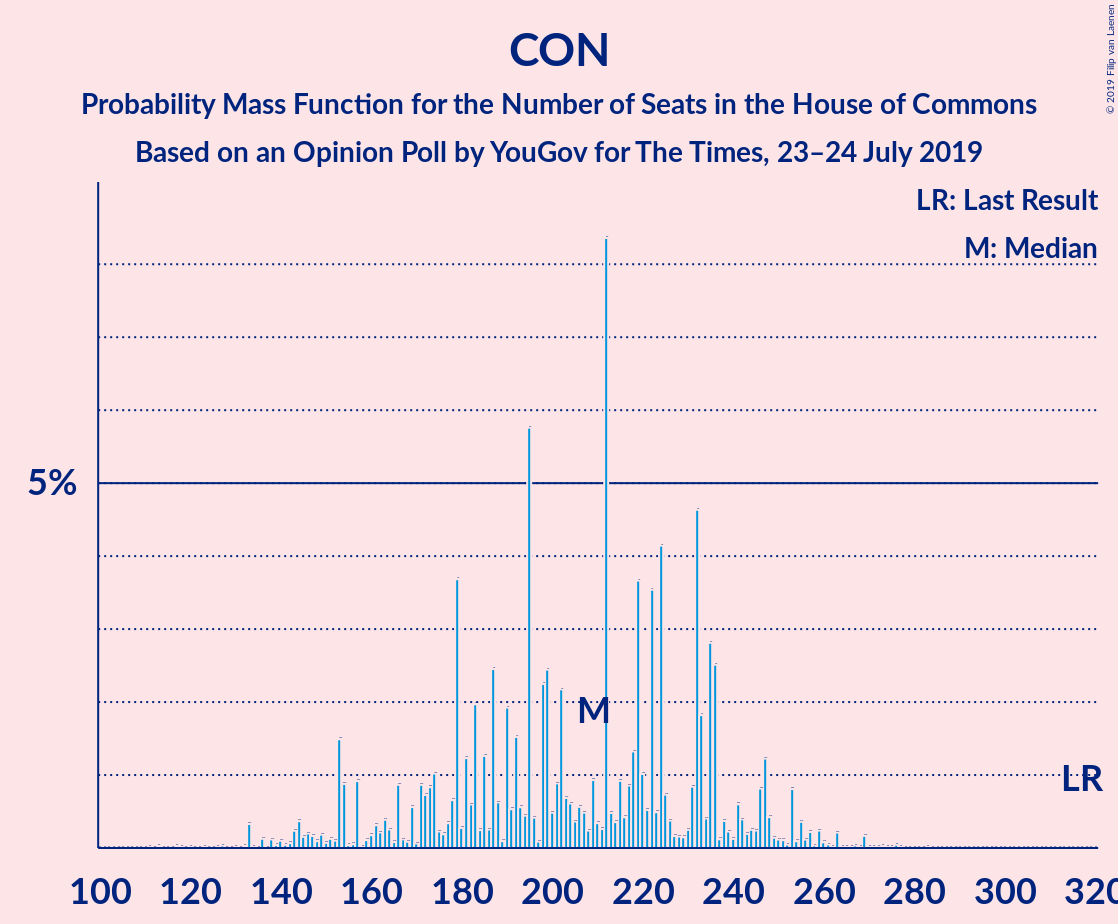 CON
Probability Mass Function for the Number of Seats in the House of Commons
Based on an Opinion Poll by YouGov for The Times, 23–24 July 2019
© 2019 Filip van Laenen
LR: Last Result
M: Median
5%
M
LR
100 120 140 160 180 200 220 240 260 280 300 320